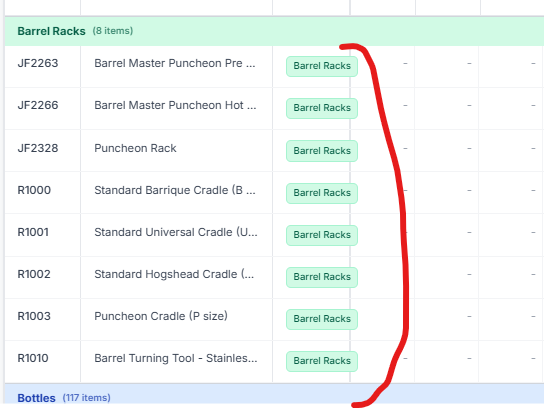 Barrel Racks (8 items)
JF2263 Barrel Master Puncheon Pre ... Barrel Racks - - -
JF2266 Barrel Master Puncheon Hot ... Barrel Racks - - -
JF2328 Puncheon Rack Barrel Racks - - -
R1000 Standard Barrique Cradle (B ... Barrel Racks - - -
R1001 Standard Universal Cradle (U... Barrel Racks - - -
R1002 Standard Hogshead Cradle (... Barrel Racks - - -
R1003 Puncheon Cradle (P size) Barrel Racks - - -
R1010 Barrel Turning Tool - Stainles... Barrel Racks - - -
Bottles (117 items)